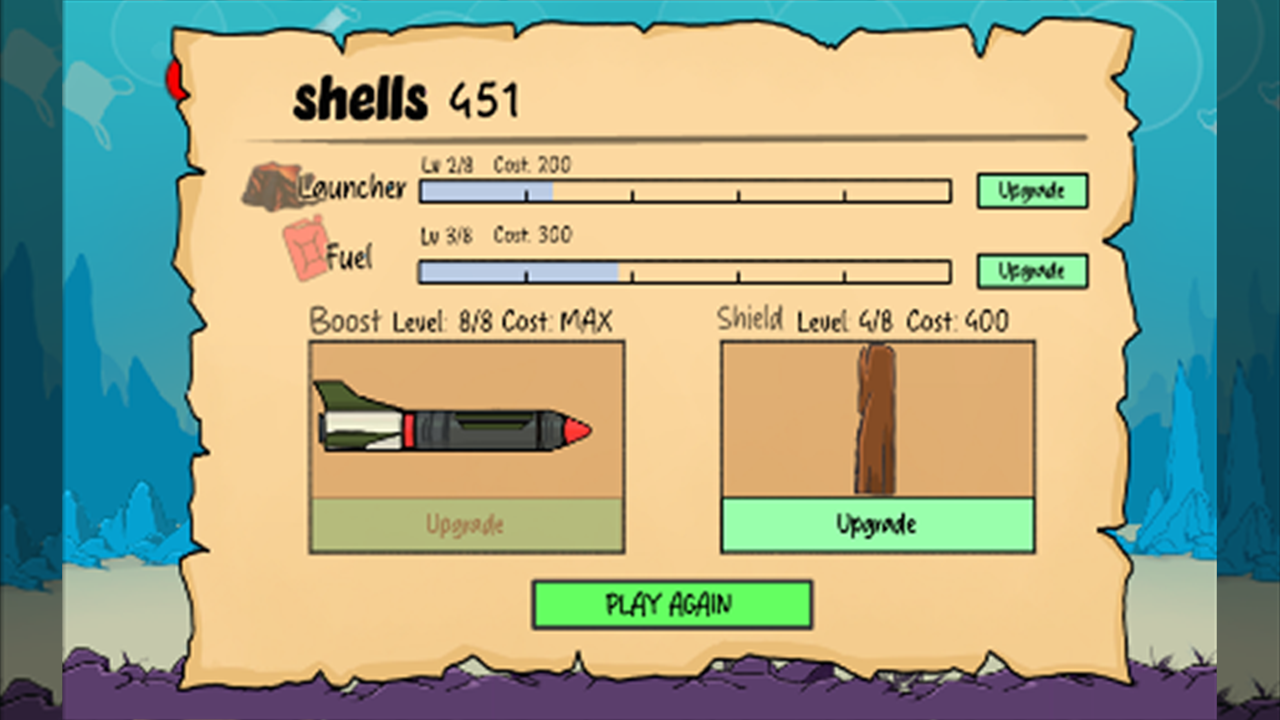 shells 451
Lv 2/8 Cost: 200
Launcher
Upgrade
Lv 3/8 Cost: 300
Fuel
Upgrade
Boost Level: 8/8 Cost: MAX
Shield Level: 4/8 Cost: 400
Upgrade
Upgrade
PLAY AGAIN